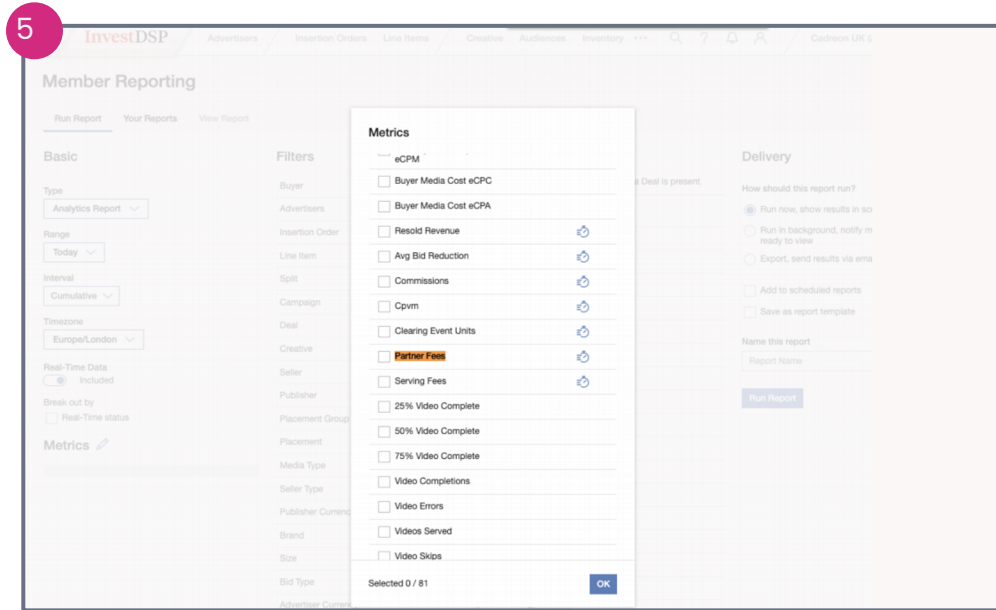 5
InvestDSP
Advertisers Insertion Orders Line Items Creative Audiences Inventory ··· ?
Member Reporting
Run Report Your Reports View Report
Basic
Type
Analytics Report
Range
Today
Interval
Cumulative
Timezone
Europe/London
Real-Time Data
Included
Break out by
Real-Time status
Metrics
Filters
Buyer
Advertisers
Insertion Order
Line Item
Split
Campaign
Deal
Creative
Seller
Publisher
Placement Group
Placement
Media Type
Seller Type
Publisher Currenc
Brand
Size
Bid Type
Advertiser Curren
Metrics
eCPM
Buyer Media Cost eCPC
Buyer Media Cost eCPA
Resold Revenue
Avg Bid Reduction
Commissions
Cpvm
Clearing Event Units
Partner Fees
Serving Fees
25% Video Complete
50% Video Complete
75% Video Complete
Video Completions
Video Errors
Videos Served
Video Skips
Selected 0 / 81
OK
a Deal is present
Delivery
How should this report run?
Run now, show results in scr
Run in background, notify m
ready to view
Export, send results via ema
Add to scheduled reports
Save as report template
Name this report
Report Name
Run Report